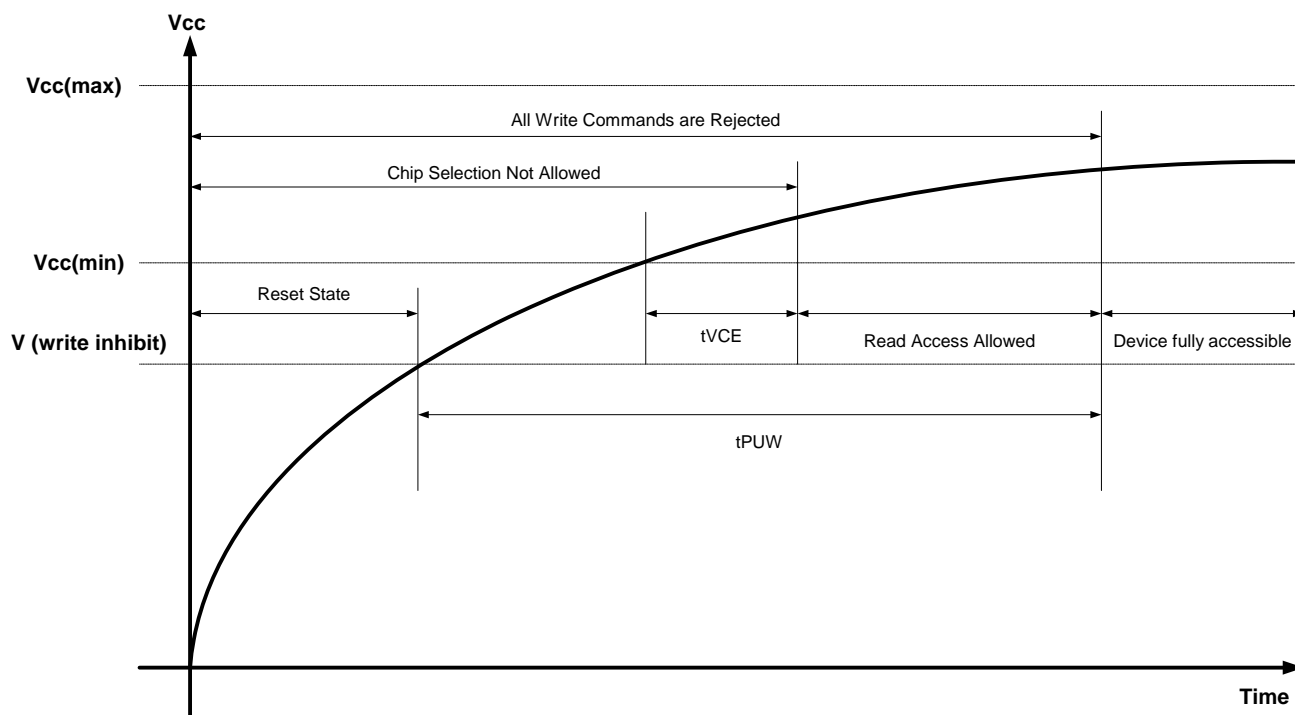 Vcc
Vcc(max)
All Write Commands are Rejected
Chip Selection Not Allowed
Vcc(min)
Reset State
V (write inhibit)
tVCE
Read Access Allowed
Device fully accessible
tPUW
Time